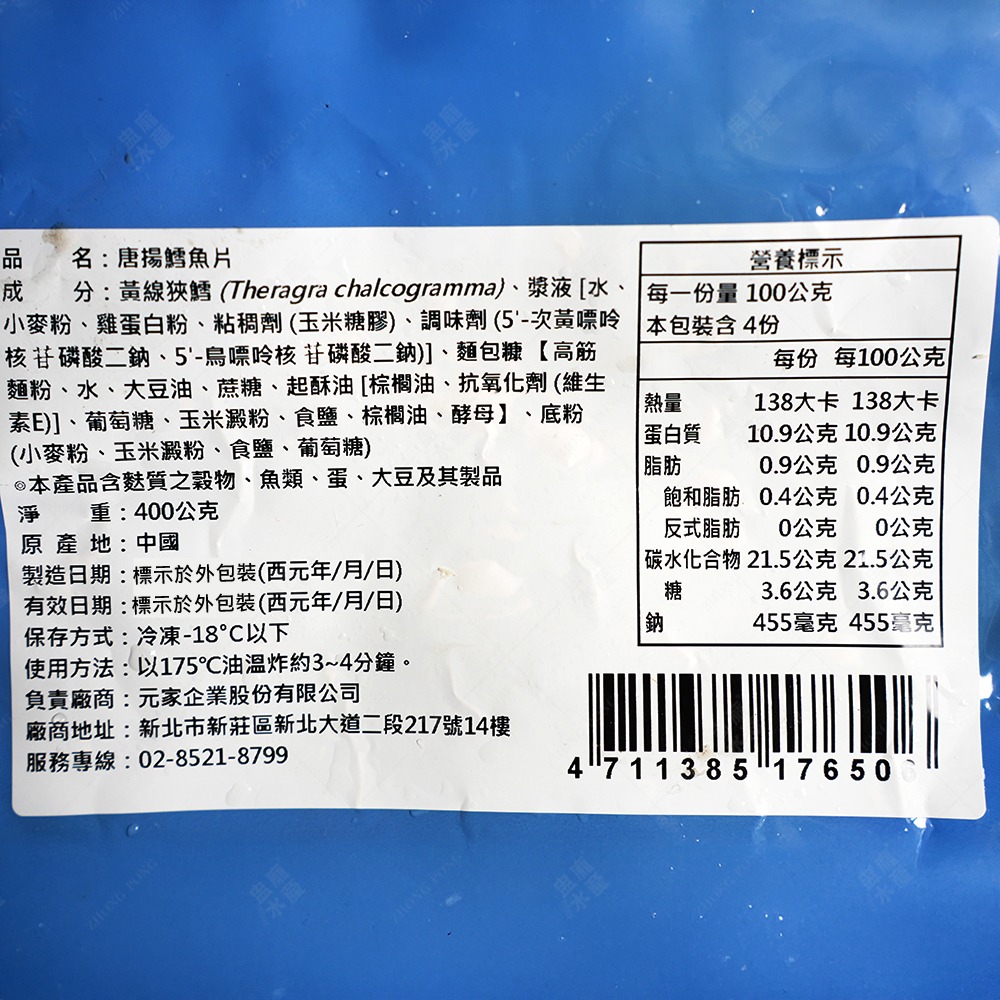 品 名：唐揚鱈魚片
成 分：黃線狹鱈 (Theragra chalcogramma)、漿液 [水、
小麥粉、雞蛋白粉、粘稠劑 (玉米糖膠)、調味劑 (5'-次黃嘌呤
核苷磷酸二鈉、5'-鳥嘌呤核苷磷酸二鈉)]、麵包糠【高筋
麵粉、水、大豆油、蔗糖、起酥油 [棕櫚油、抗氧化劑 (維生
素E)]、葡萄糖、玉米澱粉、食鹽、棕櫚油、酵母】、底粉
(小麥粉、玉米澱粉、食鹽、葡萄糖)
◎本產品含麩質之穀物、魚類、蛋、大豆及其製品
淨 重：400公克
原 產 地：中國
製造日期：標示於外包裝(西元年/月/日)
有效日期：標示於外包裝(西元年/月/日)
保存方式：冷凍-18°C以下
使用方法：以175℃油溫炸約3~4分鐘。
負責廠商：元家企業股份有限公司
廠商地址：新北市新莊區新北大道二段217號14樓
服務專線：02-8521-8799
營養標示
每一份量 100公克
本包裝含 4份
每份 每100公克
熱量 138大卡 138大卡
蛋白質 10.9公克 10.9公克
脂肪 0.9公克 0.9公克
飽和脂肪 0.4公克 0.4公克
反式脂肪 0公克 0公克
碳水化合物 21.5公克 21.5公克
糖 3.6公克 3.6公克
鈉 455毫克 455毫克
4 711385 17650